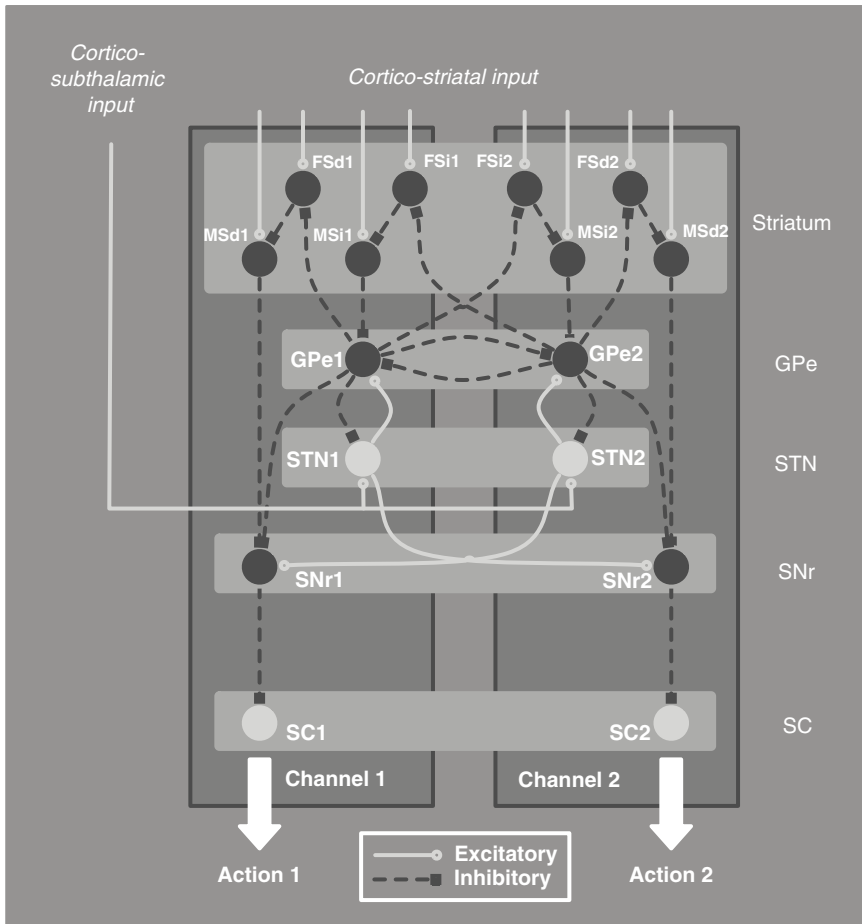 Cortico-
subthalamic
input
Cortico-striatal input
FSd1
FSi1
FSi2
FSd2
MSd1
MSi1
MSi2
MSd2
Striatum
GPe1
GPe2
GPe
STN1
STN2
STN
SNr1
SNr2
SNr
SC1
SC2
SC
Channel 1
Channel 2
Action 1
Excitatory
Inhibitory
Action 2